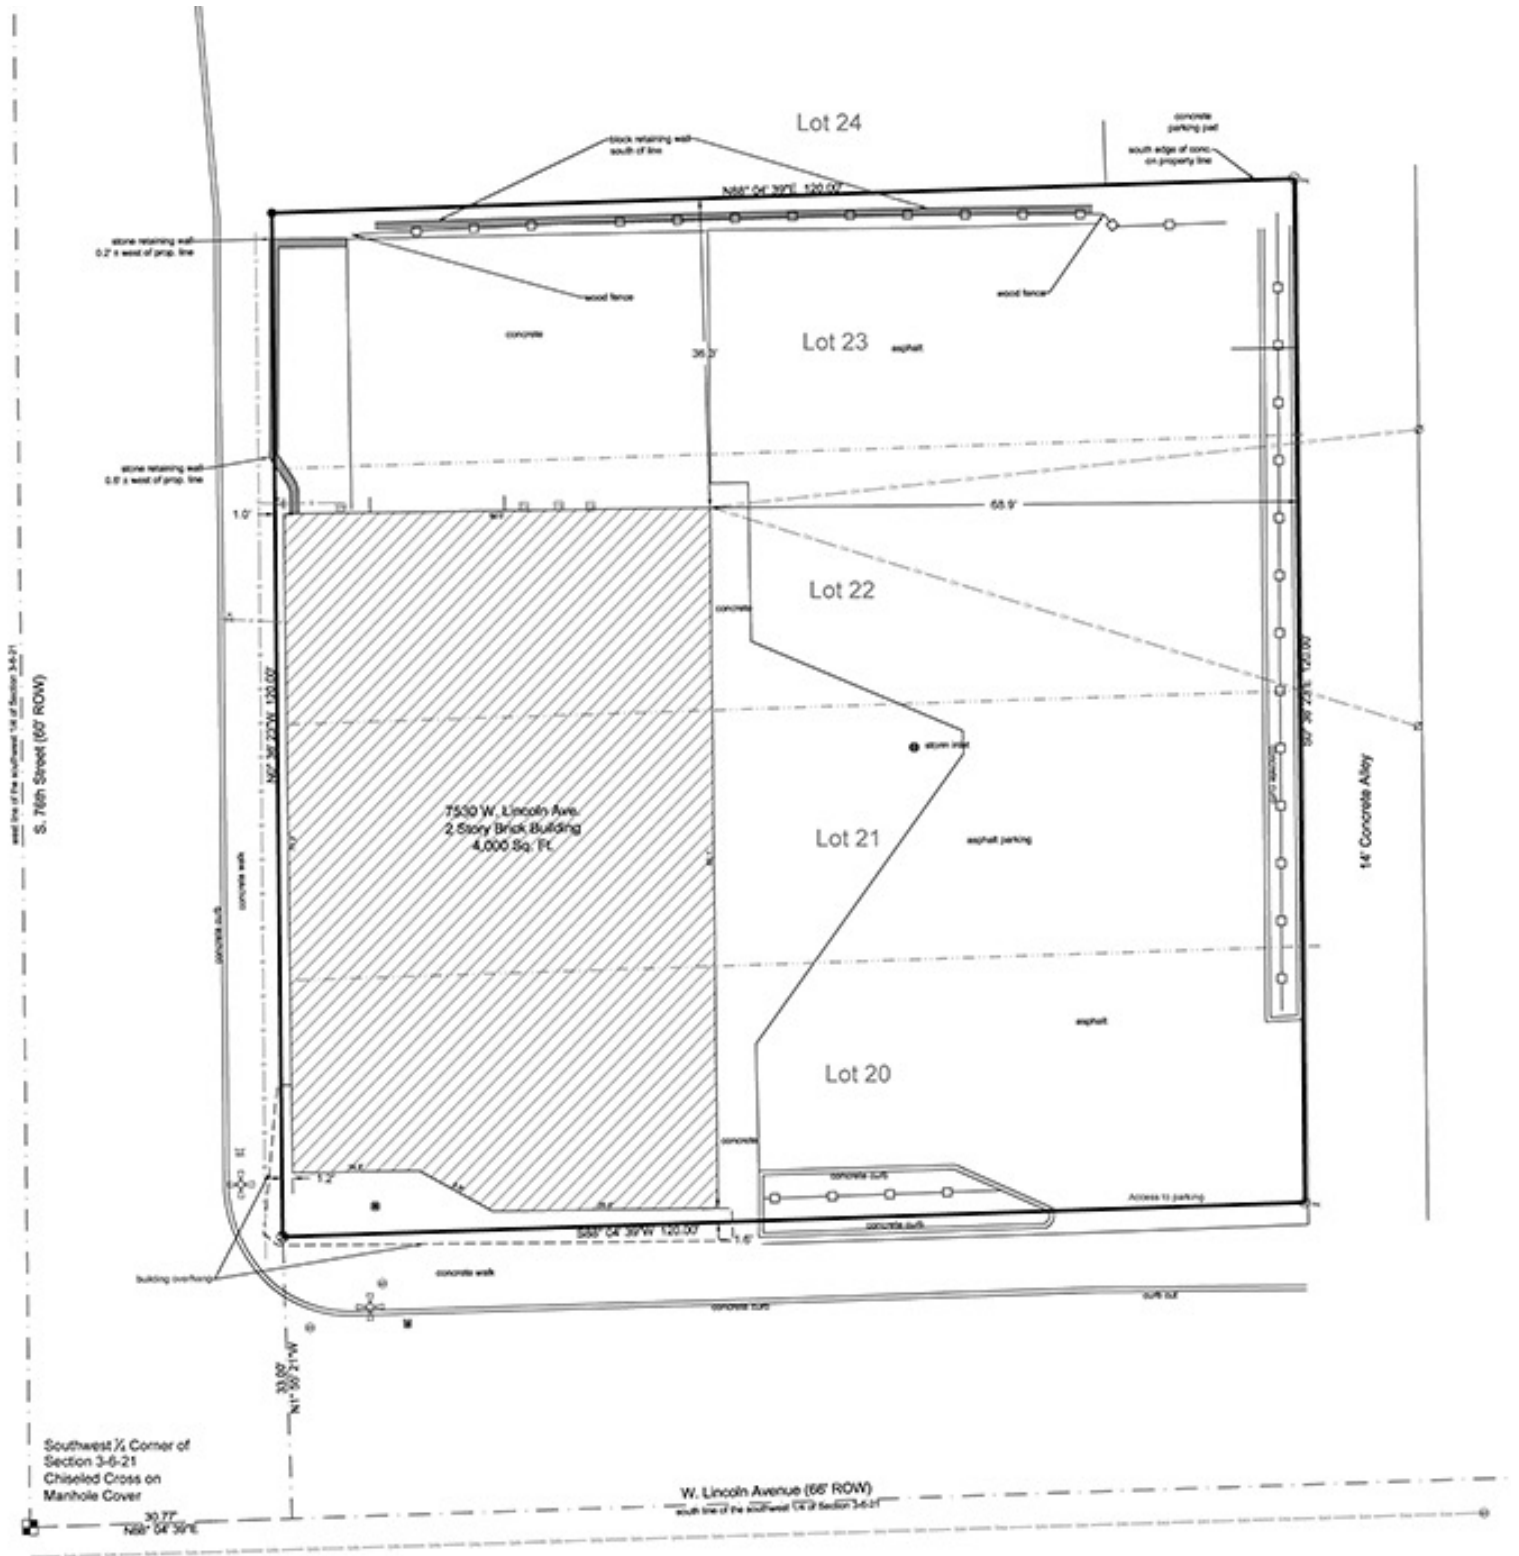 Lot 24
concrete
parking pad
block retaining wall
south of line
south edge of conc.
on property line
N88° 04' 39"E 120.00'
stone retaining wall
0.2' ± west of prop. line
wood fence
wood fence
concrete
Lot 23
asphalt
36.3'
stone retaining wall
0.6' ± west of prop. line
1.0'
68.9'
Lot 22
concrete
west line of the southwest 1/4 of Section 3-6-21
S. 76th Street (60' ROW)
N0° 36' 23"W 120.00'
S0° 36' 23"E 120.00'
storm inlet
14' Concrete Alley
7530 W. Lincoln Ave.
2 Story Brick Building
4,000 Sq. Ft.
Lot 21
asphalt parking
concrete walk
concrete curb
asphalt
Lot 20
concrete
1.2'
concrete curb
Access to parking
concrete curb
S88° 04' 39"W 120.00'
1.6'
building overhang
concrete walk
concrete curb
curb cut
33.00'
N1° 50' 21"W
Southwest ¼ Corner of
Section 3-6-21
Chiseled Cross on
Manhole Cover
W. Lincoln Avenue (66' ROW)
south line of the southwest 1/4 of Section 3-6-21
30.77'
N88° 04' 39"E